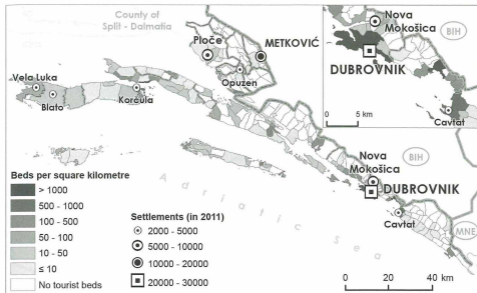 County of
Split - Dalmatia
Ploče
METKOVIĆ
Opuzen
Vela Luka
Blato
Korčula
Nova
Mokošica
BIH
DUBROVNIK
Cavtat
0 5 km
Nova
Mokošica
BIH
DUBROVNIK
Cavtat
MNE
Adriatic Sea
Beds per square kilometre
> 1000
500 - 1000
100 - 500
50 - 100
10 - 50
≤ 10
No tourist beds
Settlements (in 2011)
2000 - 5000
5000 - 10000
10000 - 20000
20000 - 30000
0 20 40 km